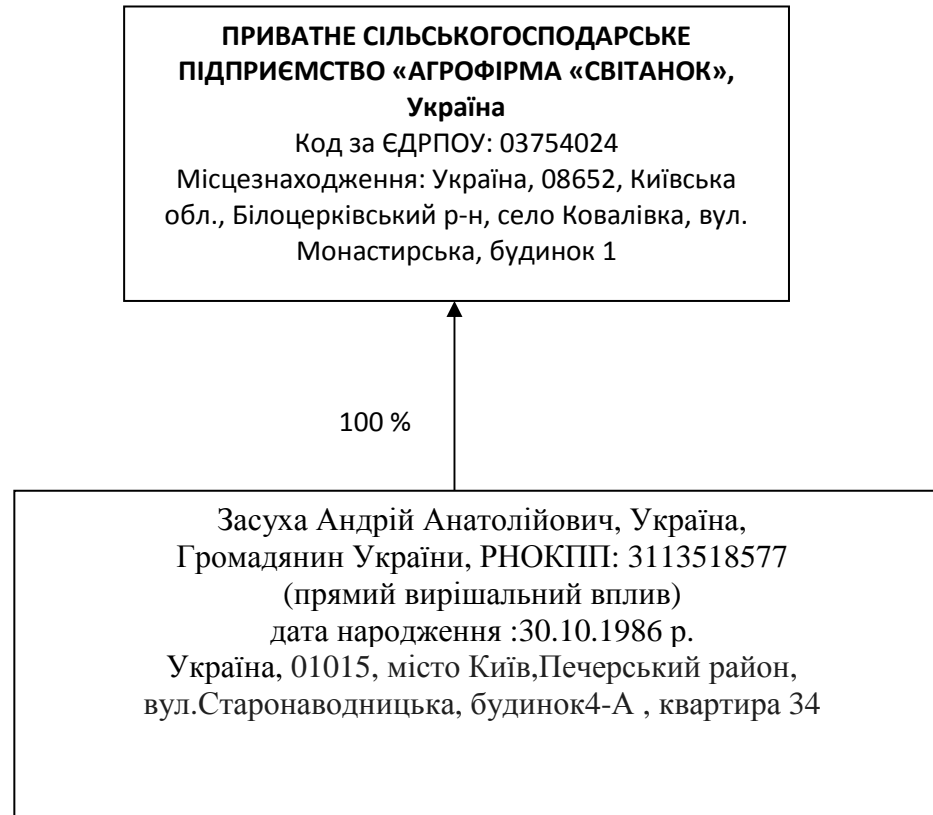 ПРИВАТНЕ СІЛЬСЬКОГОСПОДАРСЬКЕ
ПІДПРИЄМСТВО «АГРОФІРМА «СВІТАНОК»,
Україна
Код за ЄДРПОУ: 03754024
Місцезнаходження: Україна, 08652, Київська
обл., Білоцерківський р-н, село Ковалівка, вул.
Монастирська, будинок 1
100 %
Засуха Андрій Анатолійович, Україна,
Громадянин України, РНОКПП: 3113518577
(прямий вирішальний вплив)
дата народження :30.10.1986 р.
Україна, 01015, місто Київ,Печерський район,
вул.Старонаводницька, будинок4-А , квартира 34